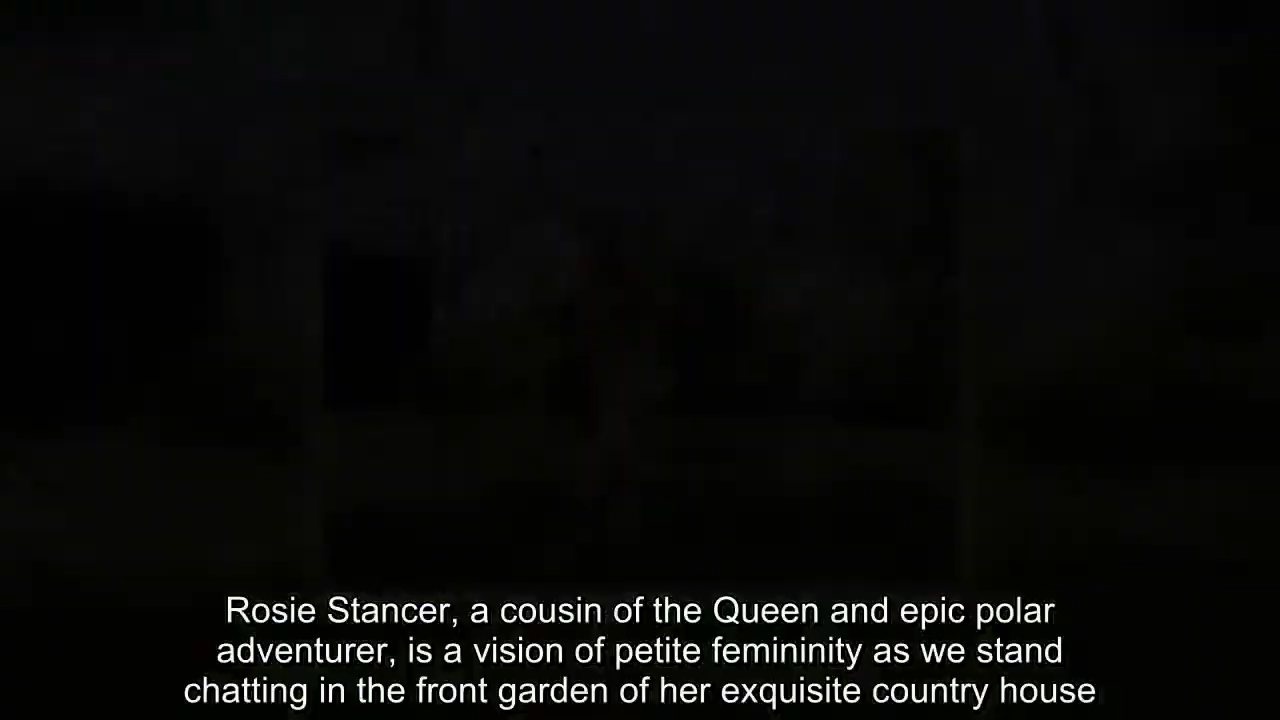 Rosie Stancer, a cousin of the Queen and epic polar
adventurer, is a vision of petite femininity as we stand
chatting in the front garden of her exquisite country house